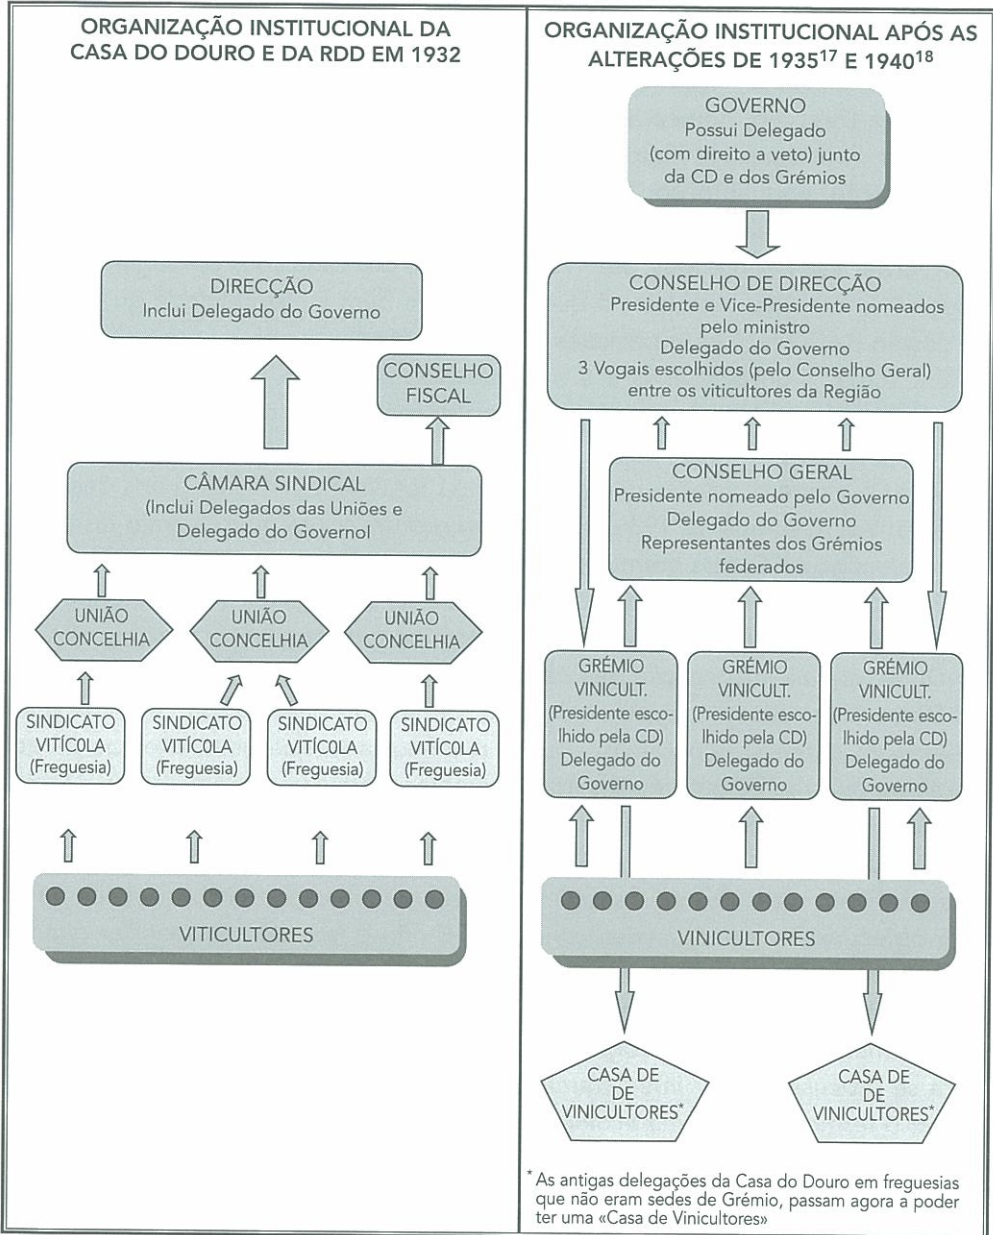 ORGANIZAÇÃO INSTITUCIONAL DA
CASA DO DOURO E DA RDD EM 1932
DIRECÇÃO
Inclui Delegado do Governo
CONSELHO
FISCAL
CÂMARA SINDICAL
(Inclui Delegados das Uniões e
Delegado do Governol
UNIÃO
CONCELHIA
UNIÃO
CONCELHIA
UNIÃO
CONCELHIA
SINDICATO
VITÍC0LA
(Freguesia)
SINDICATO
VITÍC0LA
(Freguesia)
SINDICATO
VITÍC0LA
(Freguesia)
SINDICATO
VITÍC0LA
(Freguesia)
VITICULTORES
ORGANIZAÇÃO INSTITUCIONAL APÓS AS
ALTERAÇÕES DE 1935¹⁷ E 1940¹⁸
GOVERNO
Possui Delegado
(com direito a veto) junto
da CD e dos Grémios
CONSELHO DE DIRECÇÃO
Presidente e Vice-Presidente nomeados
pelo ministro
Delegado do Governo
3 Vogais escolhidos (pelo Conselho Geral)
entre os viticultores da Região
CONSELHO GERAL
Presidente nomeado pelo Governo
Delegado do Governo
Representantes dos Grémios
federados
GRÉMIO
VINICULT.
(Presidente esco-
lhido pela CD)
Delegado do
Governo
GRÉMIO
VINICULT.
(Presidente esco-
lhido pela CD)
Delegado do
Governo
GRÉMIO
VINICULT.
(Presidente esco-
lhido pela CD)
Delegado do
Governo
VINICULTORES
CASA DE
DE
VINICULTORES*
CASA DE
DE
VINICULTORES*
* As antigas delegações da Casa do Douro em freguesias
que não eram sedes de Grémio, passam agora a poder
ter uma «Casa de Vinicultores»